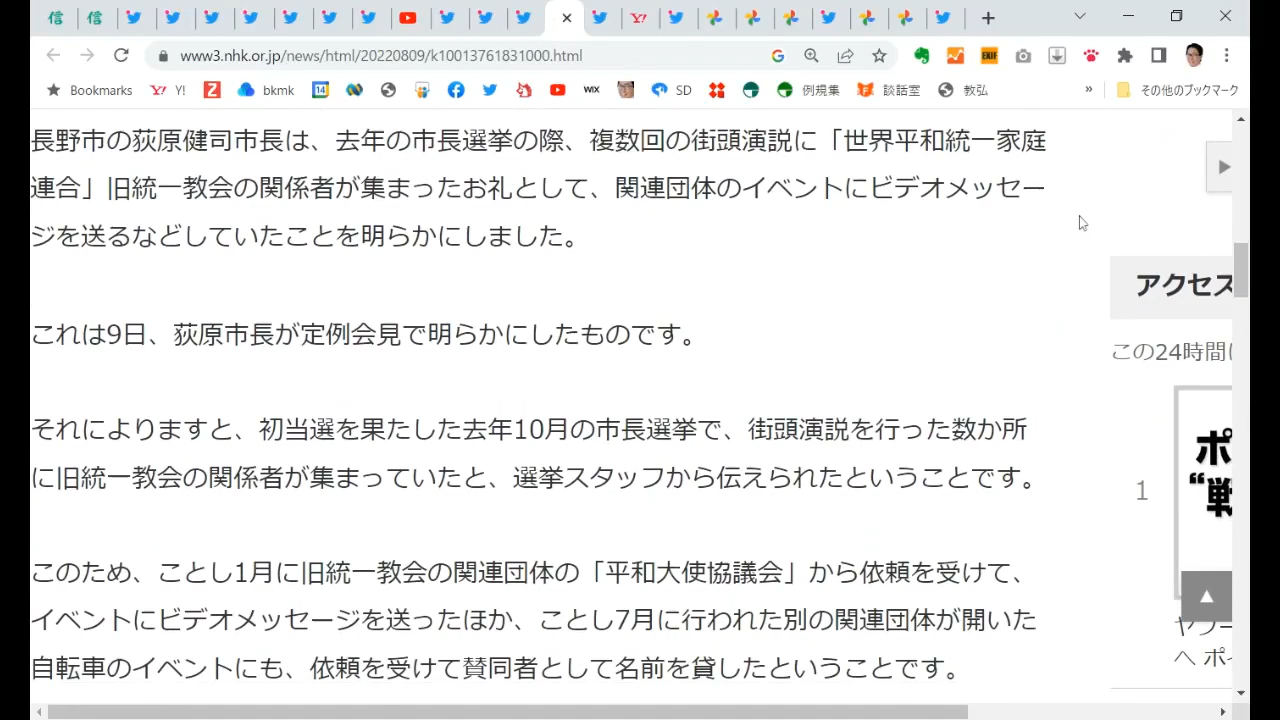 www3.nhk.or.jp/news/html/20220809/k10013761831000.html
Bookmarks Y! bkmk SD 例規集 談話室 教弘 » その他のブックマーク
長野市の荻原健司市長は、去年の市長選挙の際、複数回の街頭演説に「世界平和統一家庭
連合」旧統一教会の関係者が集まったお礼として、関連団体のイベントにビデオメッセー
ジを送るなどしていたことを明らかにしました。
これは9日、荻原市長が定例会見で明らかにしたものです。
それによりますと、初当選を果たした去年10月の市長選挙で、街頭演説を行った数か所
に旧統一教会の関係者が集まっていたと、選挙スタッフから伝えられたということです。
このため、ことし1月に旧統一教会の関連団体の「平和大使協議会」から依頼を受けて、
イベントにビデオメッセージを送ったほか、ことし7月に行われた別の関連団体が開いた
自転車のイベントにも、依頼を受けて賛同者として名前を貸したということです。
アクセス
この24時間
1
ポ
“戦
ヤフー
へ ポイ